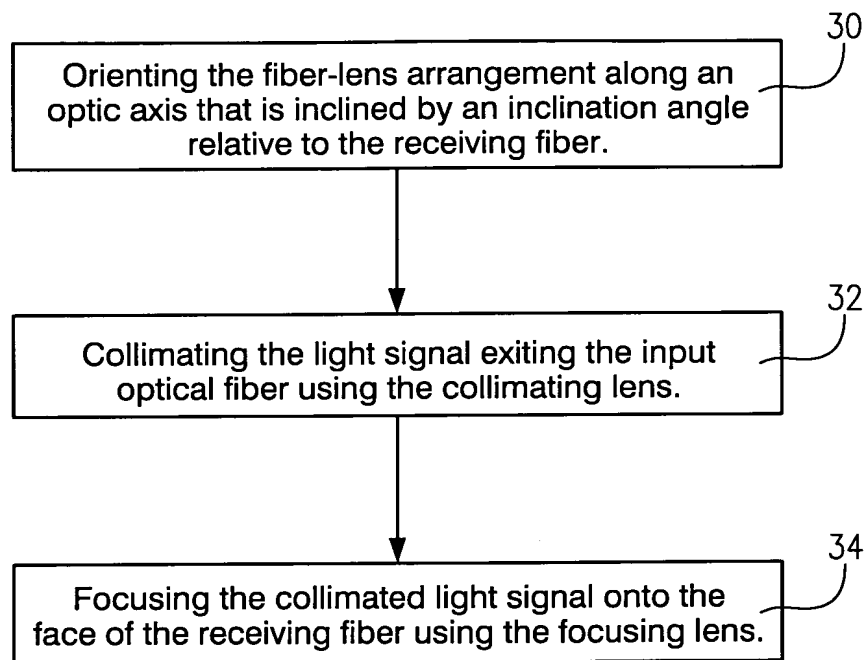 30
Orienting the fiber-lens arrangement along an
optic axis that is inclined by an inclination angle
relative to the receiving fiber.
32
Collimating the light signal exiting the input
optical fiber using the collimating lens.
34
Focusing the collimated light signal onto the
face of the receiving fiber using the focusing lens.